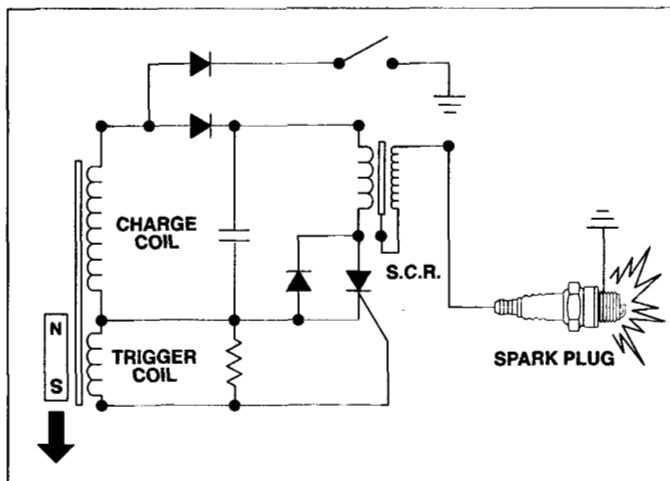 CHARGE
COIL
S.C.R.
N
S
TRIGGER
COIL
SPARK PLUG